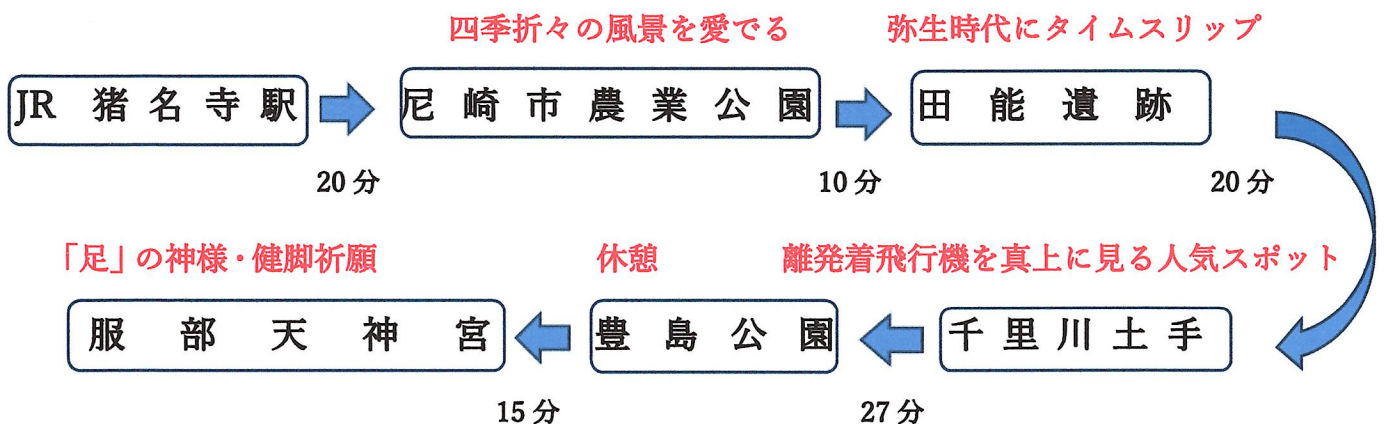 四季折々の風景を愛でる 弥生時代にタイムスリップ
JR 猪名寺駅 尼崎市農業公園 田能遺跡
20分 10分 20分
「足」の神様・健脚祈願 休憩 離発着飛行機を真上に見る人気スポット
服部天神宮 豊島公園 千里川土手
15分 27分